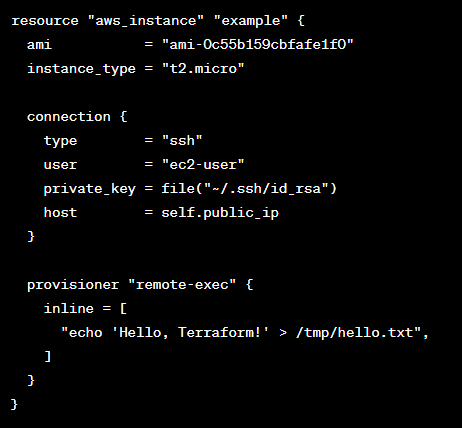 resource "aws_instance" "example" {
  ami           = "ami-0c55b159cbfafe1f0"
  instance_type = "t2.micro"

  connection {
    type        = "ssh"
    user        = "ec2-user"
    private_key = file("~/.ssh/id_rsa")
    host        = self.public_ip
  }

  provisioner "remote-exec" {
    inline = [
      "echo 'Hello, Terraform!' > /tmp/hello.txt",
    ]
  }
}